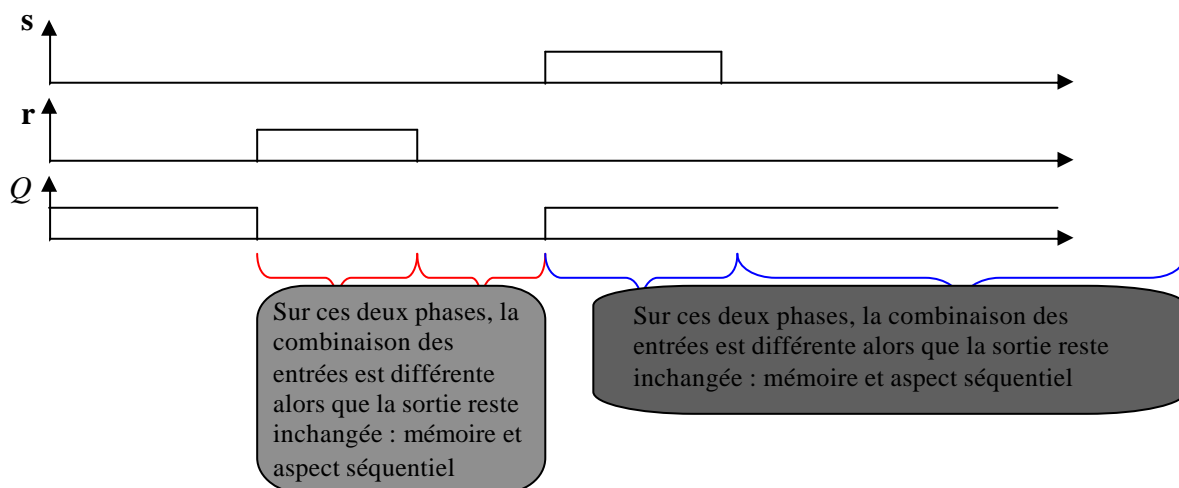 s
r
Q
Sur ces deux phases, la
combinaison des
entrées est différente
alors que la sortie reste
inchangée : mémoire et
aspect séquentiel
Sur ces deux phases, la combinaison des
entrées est différente alors que la sortie reste
inchangée : mémoire et aspect séquentiel